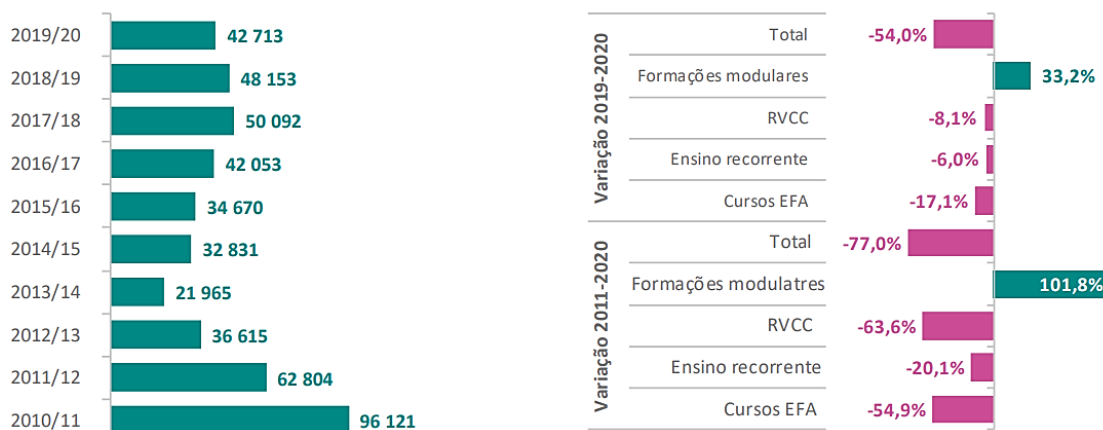 2019/20 42 713
2018/19 48 153
2017/18 50 092
2016/17 42 053
2015/16 34 670
2014/15 32 831
2013/14 21 965
2012/13 36 615
2011/12 62 804
2010/11 96 121
Variação 2019-2020
Total -54,0%
Formações modulares 33,2%
RVCC -8,1%
Ensino recorrente -6,0%
Cursos EFA -17,1%
Variação 2011-2020
Total -77,0%
Formações modulatres 101,8%
RVCC -63,6%
Ensino recorrente -20,1%
Cursos EFA -54,9%